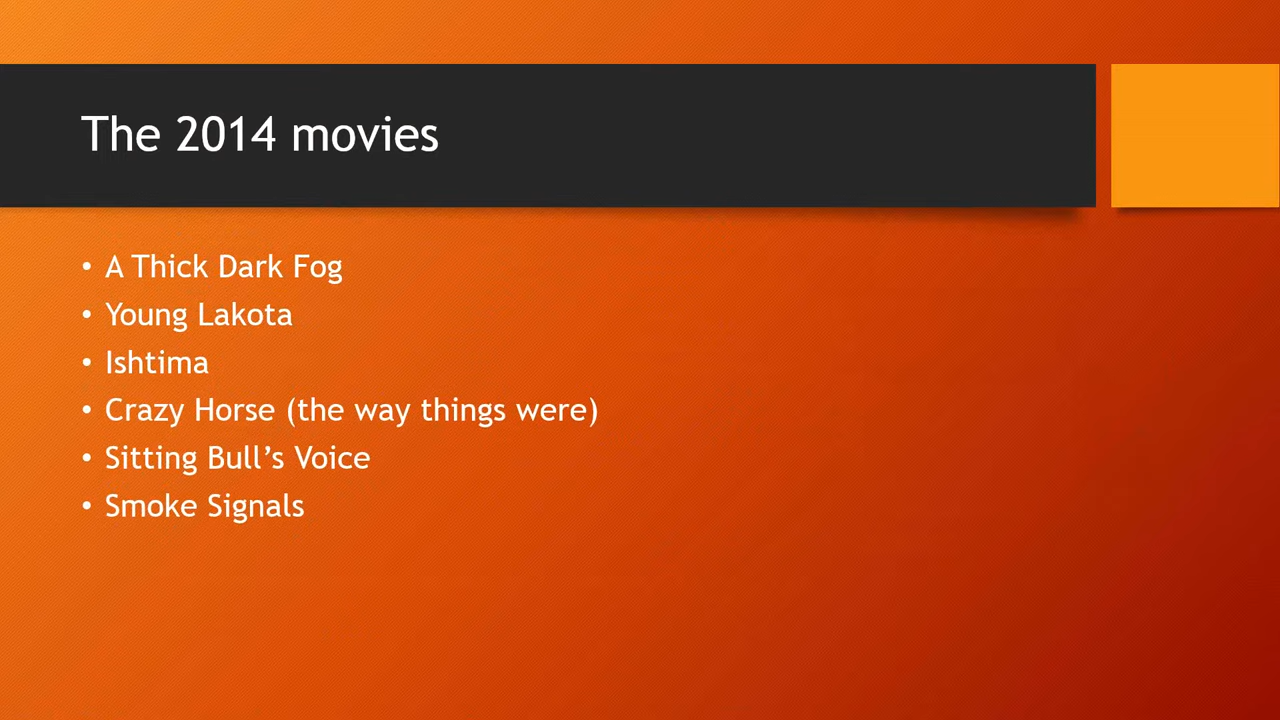 The 2014 movies
• A Thick Dark Fog
• Young Lakota
• Ishtima
• Crazy Horse (the way things were)
• Sitting Bull’s Voice
• Smoke Signals